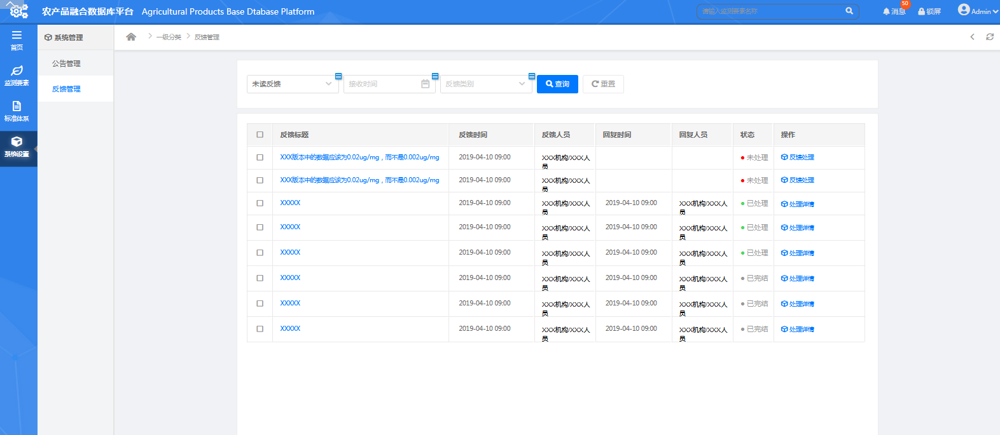 农产品融合数据库平台 Agricultural Products Base Dtabase Platform
请输入监测要素名称
消息 50
锁屏
Admin
首页
监测要素
标准体系
系统设置
系统管理
公告管理
反馈管理
一级分类 反馈管理
未读反馈 接收时间 反馈类别 查询 重置
反馈标题 反馈时间 反馈人员 回复时间 回复人员 状态 操作
XXX版本中的数据应该为0.02ug/mg，而不是0.002ug/mg 2019-04-10 09:00 XXX机构/XXX人员 未处理 反馈处理
XXX版本中的数据应该为0.02ug/mg，而不是0.002ug/mg 2019-04-10 09:00 XXX机构/XXX人员 未处理 反馈处理
XXXXX 2019-04-10 09:00 XXX机构/XXX人员 2019-04-10 09:00 XXX机构/XXX人员 已处理 处理详情
XXXXX 2019-04-10 09:00 XXX机构/XXX人员 2019-04-10 09:00 XXX机构/XXX人员 已处理 处理详情
XXXXX 2019-04-10 09:00 XXX机构/XXX人员 2019-04-10 09:00 XXX机构/XXX人员 已处理 处理详情
XXXXX 2019-04-10 09:00 XXX机构/XXX人员 2019-04-10 09:00 XXX机构/XXX人员 已完结 处理详情
XXXXX 2019-04-10 09:00 XXX机构/XXX人员 2019-04-10 09:00 XXX机构/XXX人员 已完结 处理详情
XXXXX 2019-04-10 09:00 XXX机构/XXX人员 2019-04-10 09:00 XXX机构/XXX人员 已完结 处理详情